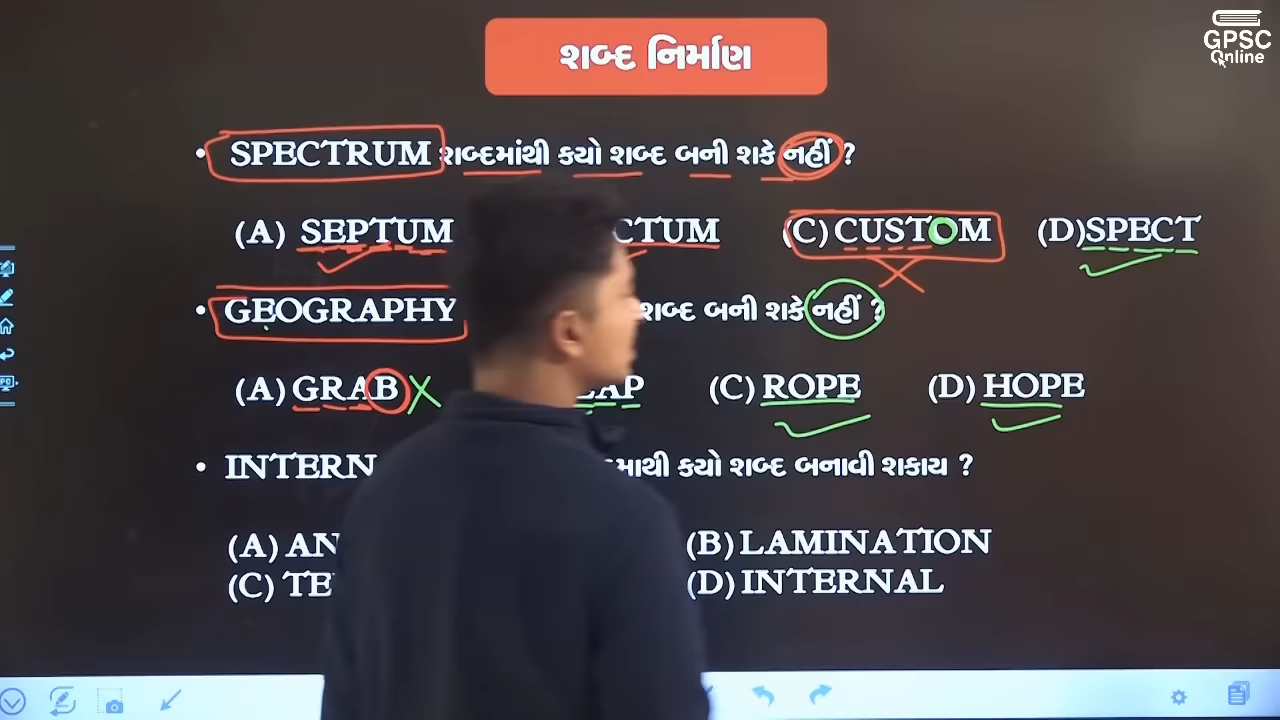 GPSC
Online
શબ્દ નિર્માણ
• SPECTRUM શબ્દમાંથી કયો શબ્દ બની શકે નહીં ?
(A) SEPTUM CTUM (C) CUSTOM (D) SPECT
• GEOGRAPHY શબ્દ બની શકે નહીં ?
(A) GRAB EAP (C) ROPE (D) HOPE
• INTERN માથી કયો શબ્દ બનાવી શકાય ?
(A) AN (B) LAMINATION
(C) TE (D) INTERNAL